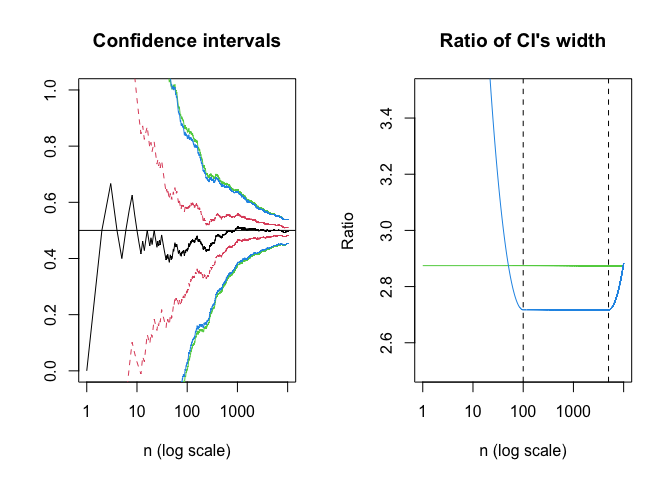 Confidence intervals
1.0
0.8
0.6
0.4
0.2
0.0
1 10 100 1000
n (log scale)
Ratio of CI's width
Ratio
3.4
3.2
3.0
2.8
2.6
1 10 100 1000
n (log scale)